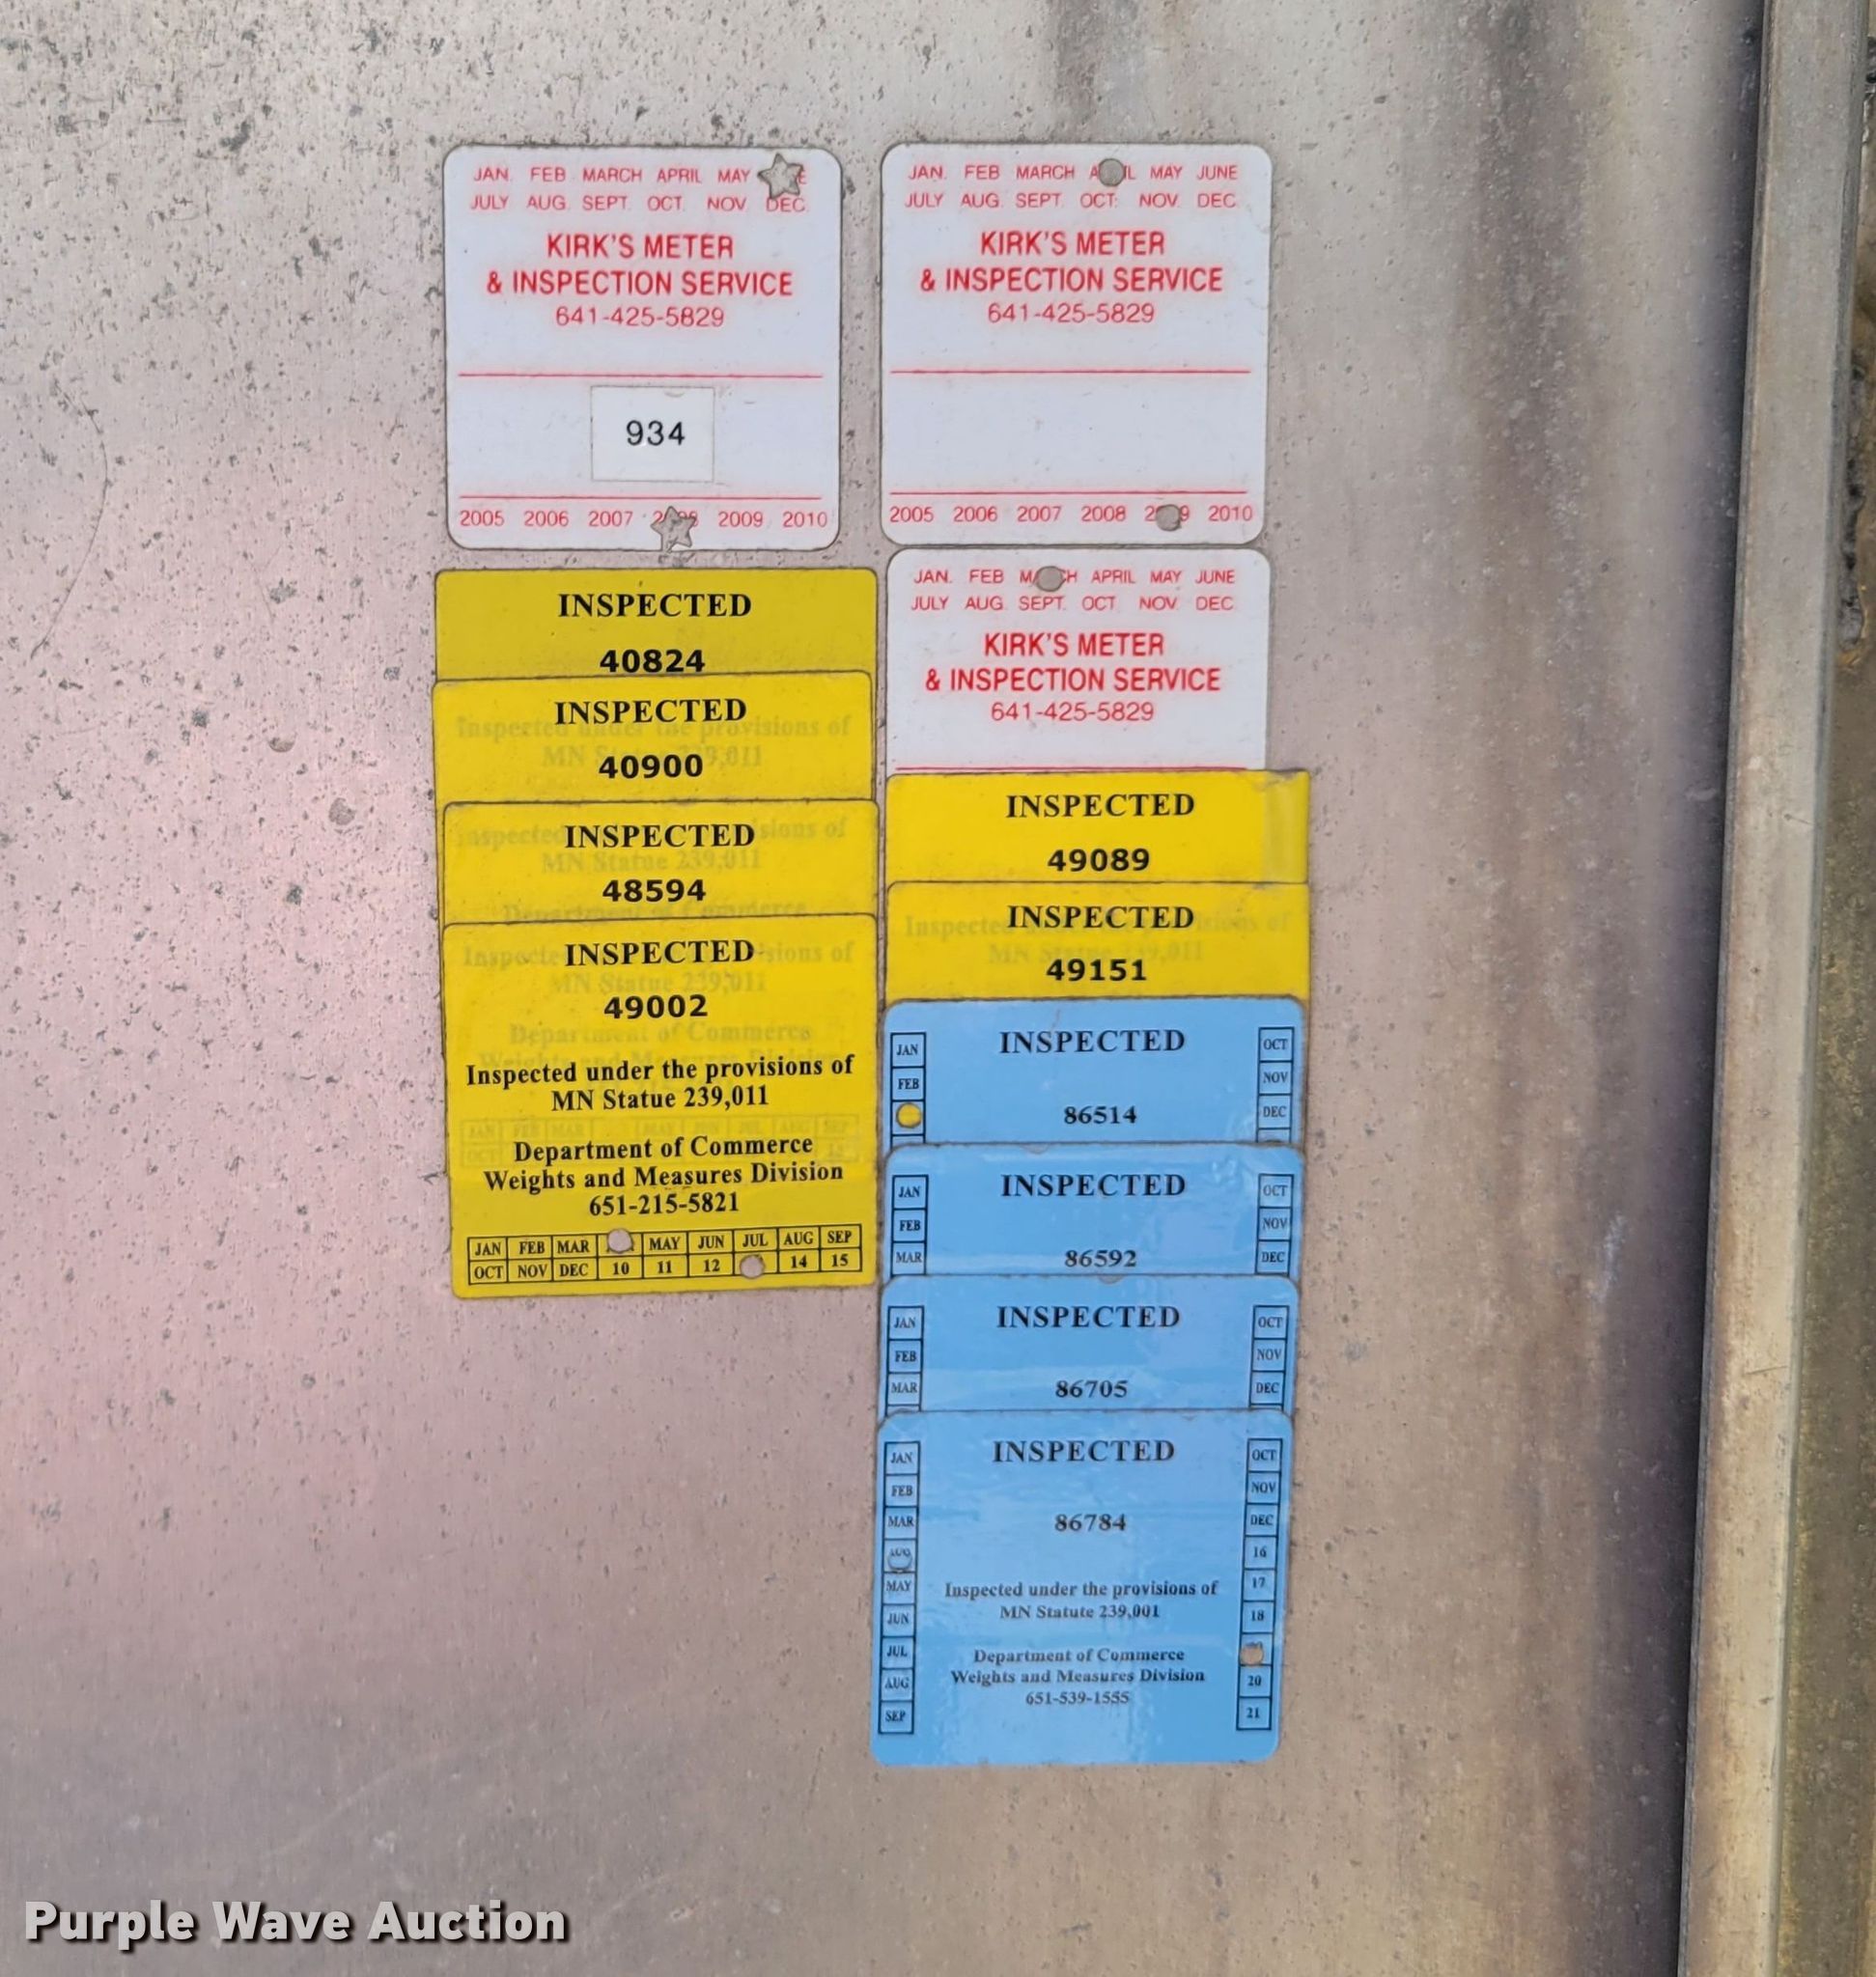 JAN. FEB MARCH APRIL MAY
JULY AUG. SEPT. OCT. NOV. DEC.
KIRK'S METER
& INSPECTION SERVICE
641-425-5829
934
2005 2006 2007 2008 2009 2010
INSPECTED
40824
INSPECTED
40900
INSPECTED
48594
INSPECTED
49002
Inspected under the provisions of
MN Statue 239,011
Department of Commerce
Weights and Measures Division
651-215-5821
JAN FEB MAR MAY JUN JUL AUG SEP
OCT NOV DEC 10 11 12 14 15
JAN. FEB MARCH APRIL MAY JUNE
JULY AUG. SEPT. OCT. NOV. DEC.
KIRK'S METER
& INSPECTION SERVICE
641-425-5829
2005 2006 2007 2008 2009 2010
JAN. FEB MARCH APRIL MAY JUNE
JULY AUG. SEPT. OCT. NOV. DEC.
KIRK'S METER
& INSPECTION SERVICE
641-425-5829
INSPECTED
49089
INSPECTED
49151
INSPECTED
86514
JAN
FEB
OCT
NOV
DEC
INSPECTED
86592
JAN
FEB
MAR
OCT
NOV
DEC
INSPECTED
86705
JAN
FEB
MAR
OCT
NOV
DEC
INSPECTED
86784
Inspected under the provisions of
MN Statute 239,001
Department of Commerce
Weights and Measures Division
651-539-1555
JAN
FEB
MAR
AUG
MAY
JUN
JUL
AUG
SEP
OCT
NOV
DEC
16
17
18
20
21
Purple Wave Auction